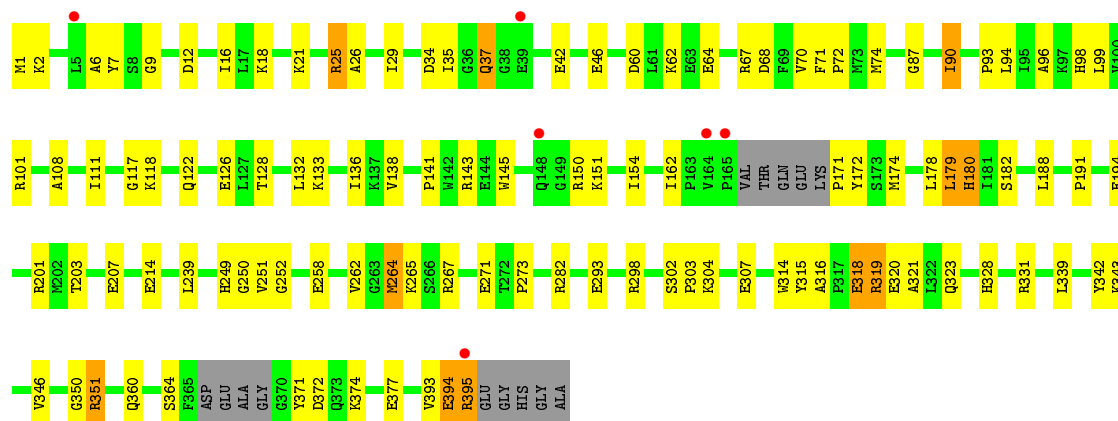 M1 K2 L5 A6 Y7 S8 G9 D12 I16 L17 K18 K21 R25 A26 I29 D34 I35 G36 Q37 G38 E39 E42 E46 D60 L61 K62 E63 E64 R67 D68 F69 V70 F71 P72 M73 M74 G87 I90 P93 L94 I95 A96 K97 H98 L99 V100
R101 A108 I111 G117 K118 Q122 E126 L127 T128 L132 K133 I136 K137 V138 P141 W142 R143 E144 W145 Q148 G149 R150 K151 I154 I162 P163 V164 P165 VAL THR GLN GLU LYS P171 Y172 S173 M174 L178 L179 H180 I181 S182 L188 P191 E194
R201 M202 T203 E207 E214 L239 H249 G250 V251 G252 E258 V262 G263 M264 K265 S266 R267 E271 T272 P273 R282 E293 R298 S302 P303 K304 E307 W314 Y315 A316 P317 E318 R319 E320 A321 L322 Q323 H328 R331 L339 Y342 K343
V346 G350 R351 Q360 S364 F365 ASP GLU ALA GLY G370 Y371 D372 Q373 K374 E377 V393 E394 R395 GLU GLY HIS GLY ALA